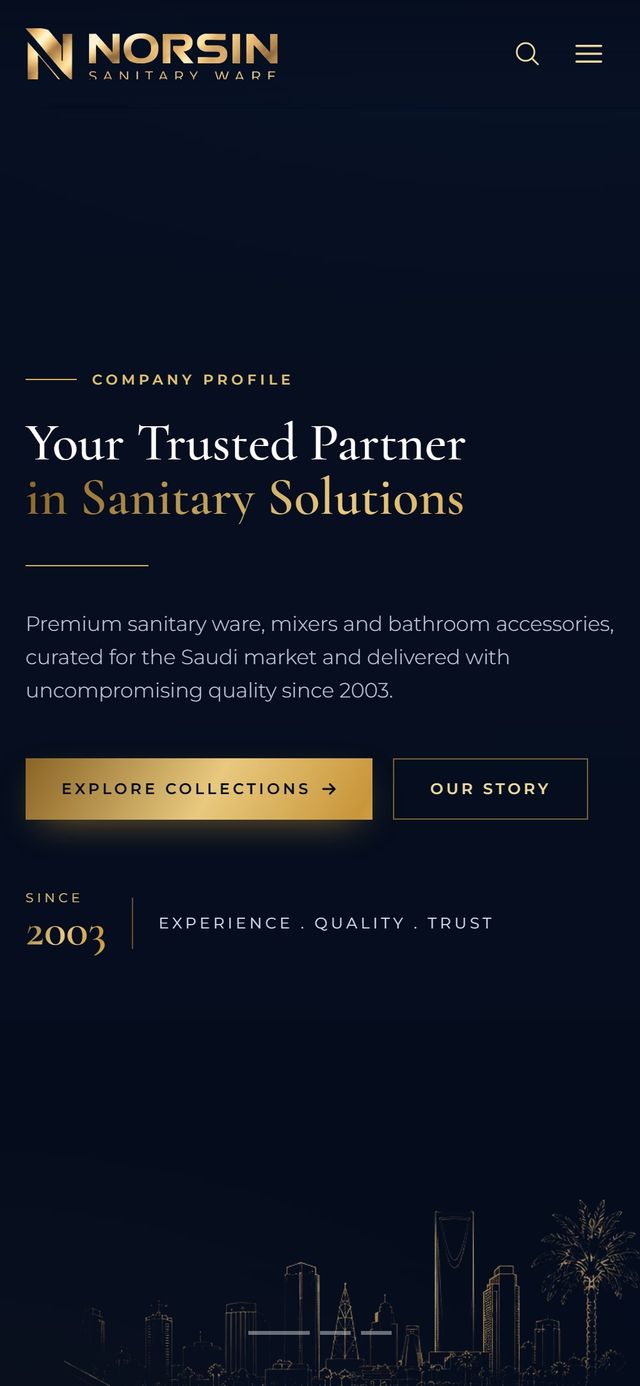 NORSIN
SANITARY WARE
COMPANY PROFILE
Your Trusted Partner
in Sanitary Solutions
Premium sanitary ware, mixers and bathroom accessories,
curated for the Saudi market and delivered with
uncompromising quality since 2003.
EXPLORE COLLECTIONS →
OUR STORY
SINCE
2003
EXPERIENCE . QUALITY . TRUST